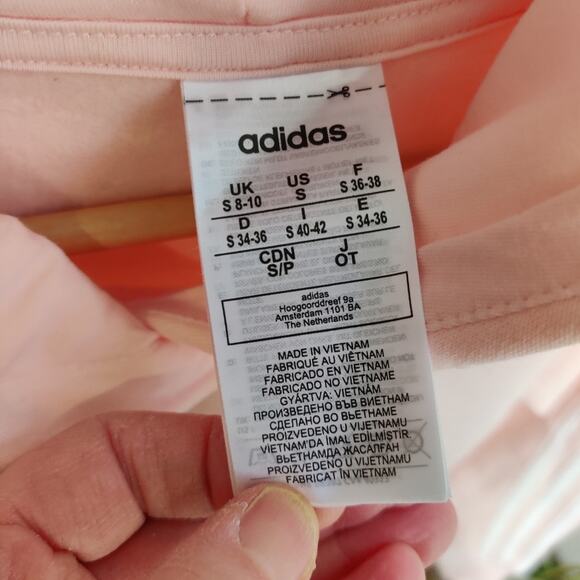 adidas
UK US F
S 8-10 S S 36-38
D I E
S 34-36 S 40-42 S 34-36
CDN J
S/P OT
adidas
Hoogoorddreef 9a
Amsterdam 1101 BA
The Netherlands
MADE IN VIETNAM
FABRIQUÉ AU VIÊTNAM
FABRICADO EN VIETNAM
FABRICADO NO VIETNAME
GYÁRTVA: VIETNÁM
ПРОИЗВЕДЕНО ВЪВ ВИЕТНАМ
СДЕЛАНО ВО ВЬЕТНАМЕ
PROIZVEDENO U VIJETNAMU
VIETNAM'DA IMAL EDİLMİŞTİR
ВЬЕТНАМДА ЖАСАЛҒАН
PROIZVEDENO U VIJETNAMU
FABRICAT ÎN VIETNAM